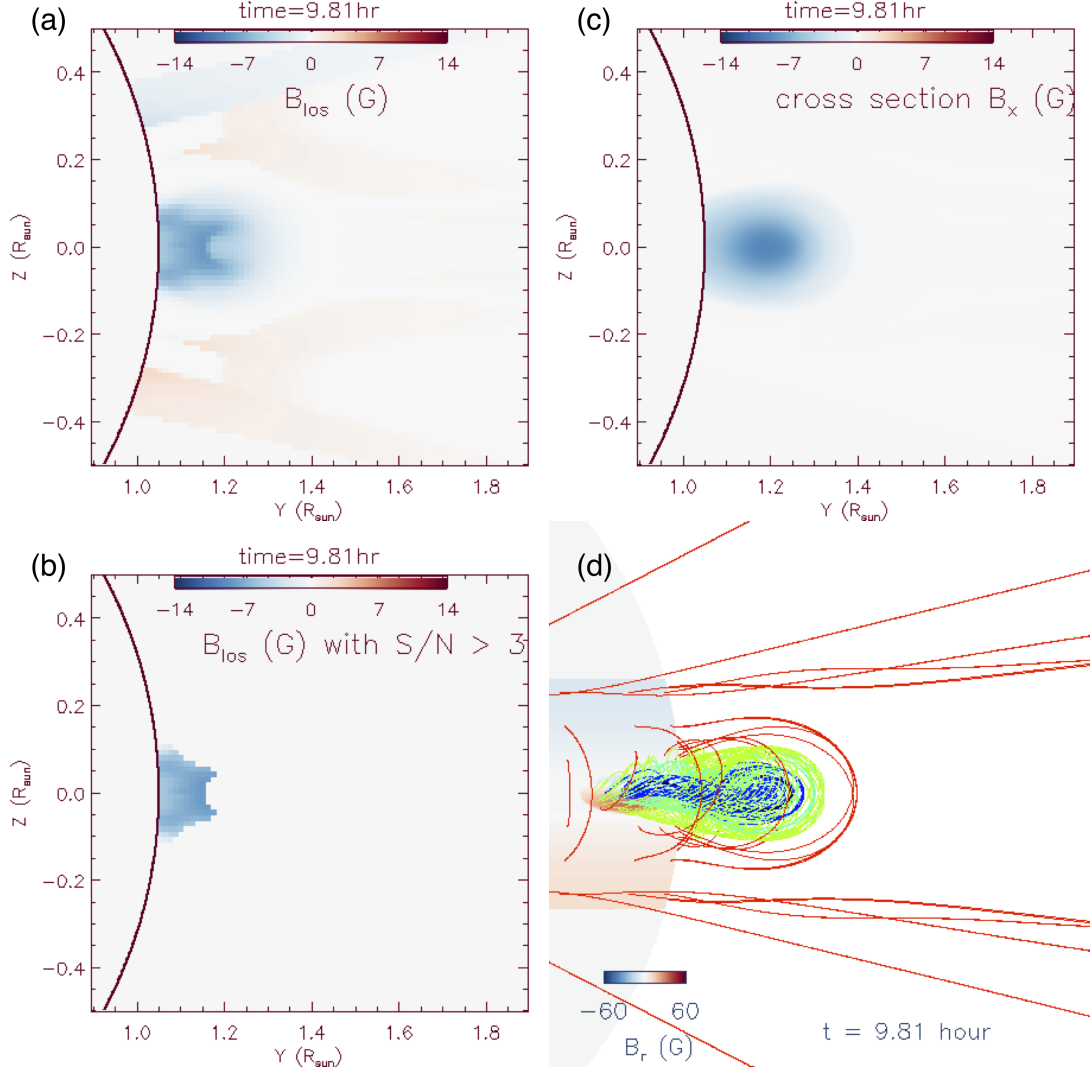 (a)
time=9.81hr
-14 -7 0 7 14
B_los (G)
0.4
0.2
0.0
-0.2
-0.4
Z (R_sun)
1.0 1.2 1.4 1.6 1.8
Y (R_sun)
(c)
time=9.81hr
-14 -7 0 7 14
cross section B_x (G)
0.4
0.2
0.0
-0.2
-0.4
Z (R_sun)
1.0 1.2 1.4 1.6 1.8
Y (R_sun)
(b)
time=9.81hr
-14 -7 0 7 14
B_los (G) with S/N > 3
0.4
0.2
0.0
-0.2
-0.4
Z (R_sun)
1.0 1.2 1.4 1.6 1.8
Y (R_sun)
(d)
-60 60
B_r (G)
t = 9.81 hour